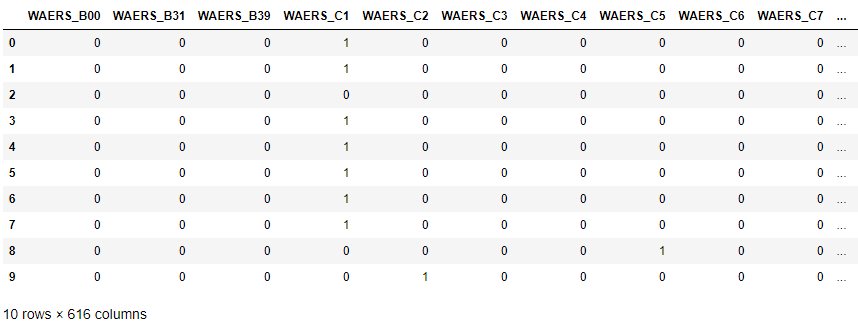 WAERS_B00 WAERS_B31 WAERS_B39 WAERS_C1 WAERS_C2 WAERS_C3 WAERS_C4 WAERS_C5 WAERS_C6 WAERS_C7 ...
0 0 0 0 1 0 0 0 0 0 0 ...
1 0 0 0 1 0 0 0 0 0 0 ...
2 0 0 0 0 0 0 0 0 0 0 ...
3 0 0 0 1 0 0 0 0 0 0 ...
4 0 0 0 1 0 0 0 0 0 0 ...
5 0 0 0 1 0 0 0 0 0 0 ...
6 0 0 0 1 0 0 0 0 0 0 ...
7 0 0 0 1 0 0 0 0 0 0 ...
8 0 0 0 0 0 0 0 1 0 0 ...
9 0 0 0 0 1 0 0 0 0 0 ...
10 rows × 616 columns